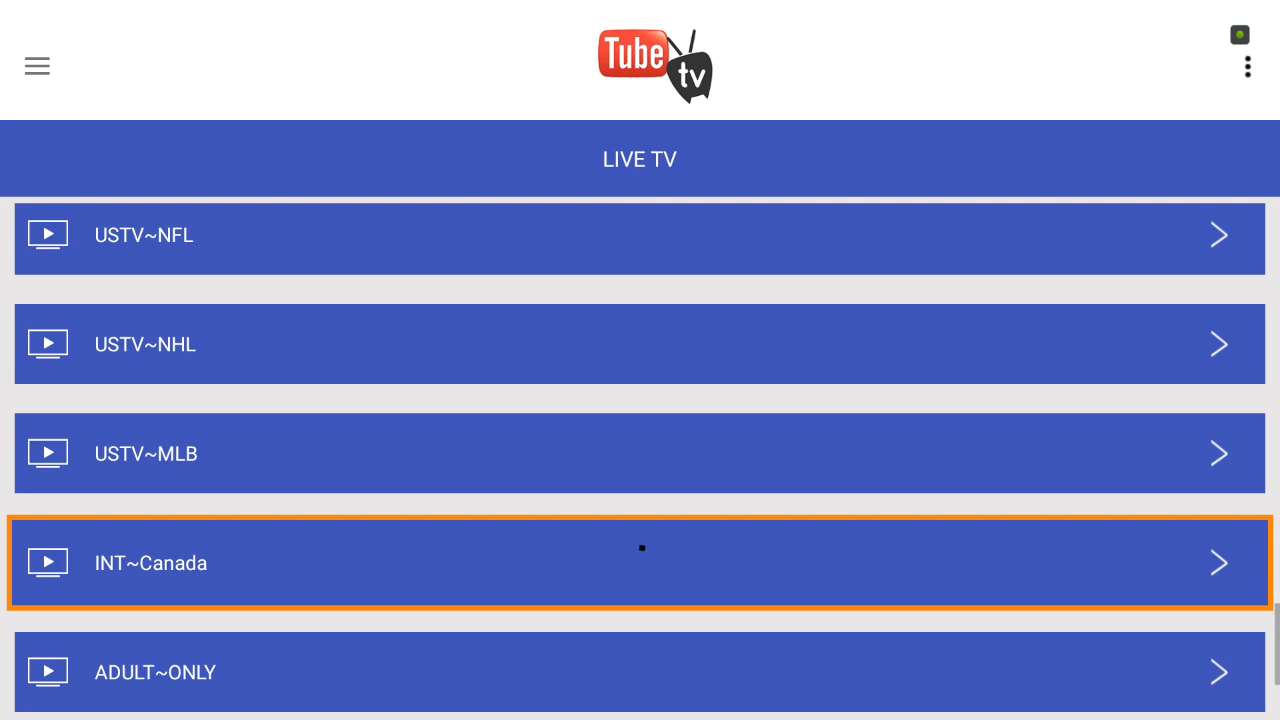 Tube
tv
LIVE TV
USTV~NFL
USTV~NHL
USTV~MLB
INT~Canada
ADULT~ONLY